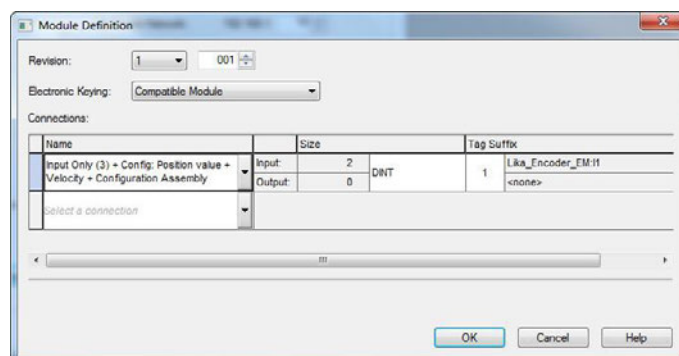 Module Definition
Revision: 1 001
Electronic Keying: Compatible Module
Connections:
Name Size Tag Suffix
Input Only (3) + Config: Position value + Velocity + Configuration Assembly
Input: 2 DINT 1 Lika_Encoder_EM:I1
Output: 0 <none>
Select a connection
OK Cancel Help